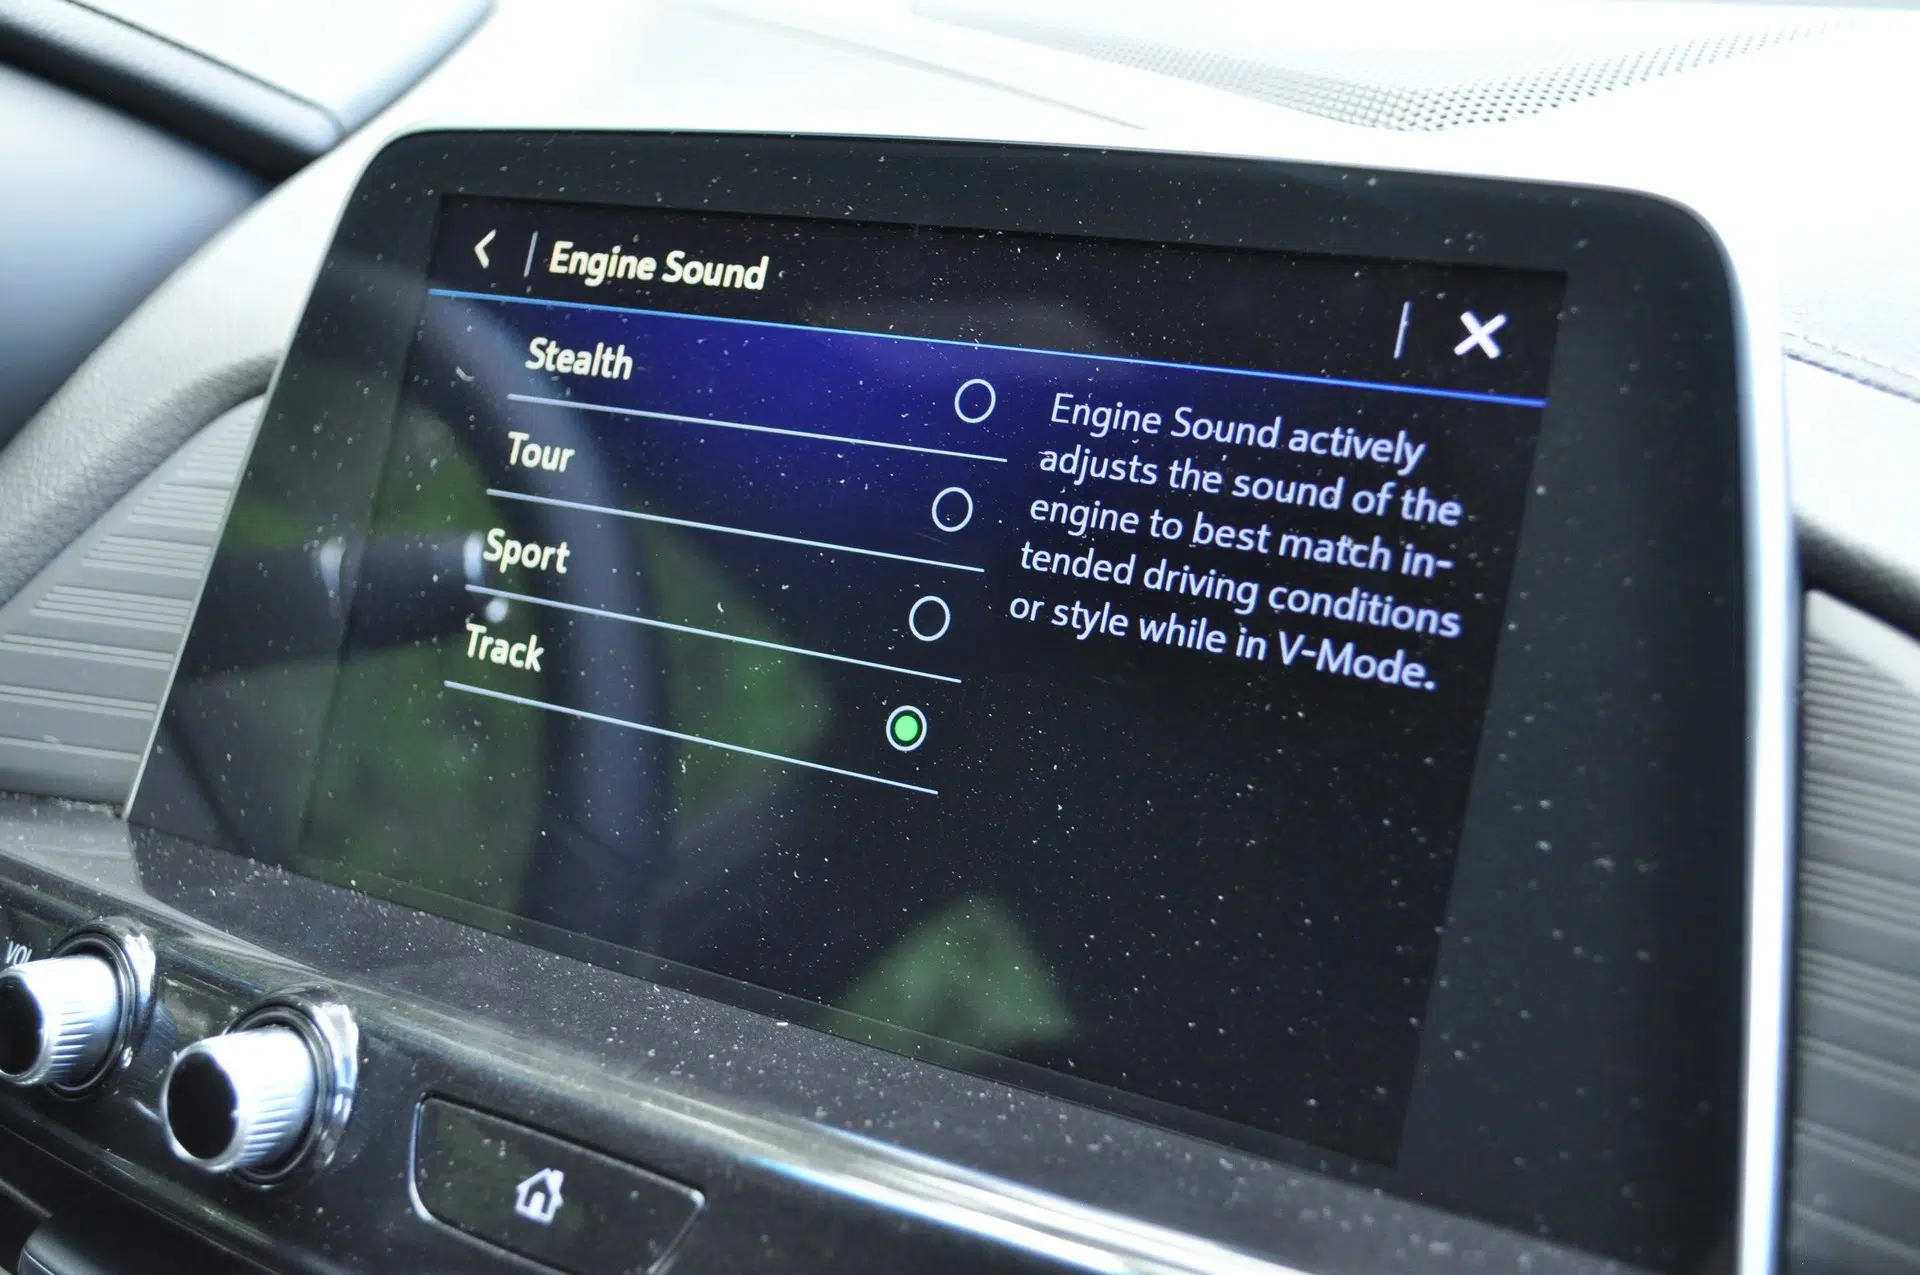 Engine Sound
Stealth
Tour
Sport
Track
Engine Sound actively
adjusts the sound of the
engine to best match in-
tended driving conditions
or style while in V-Mode.
VOL